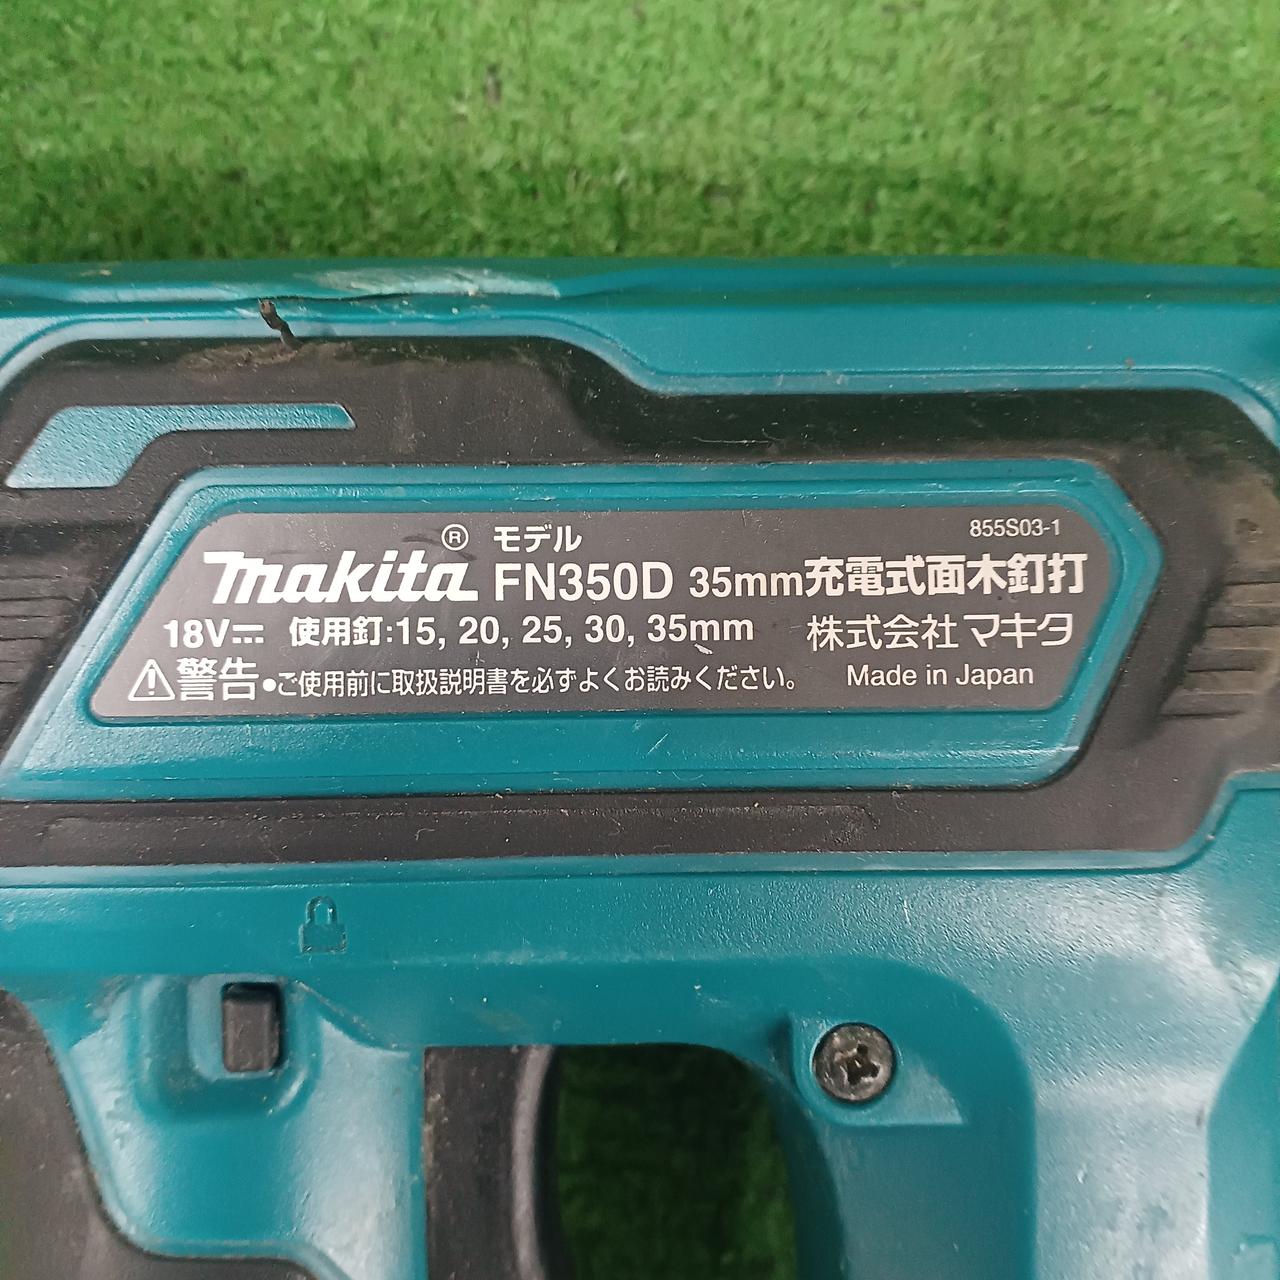 855S03-1
makita® モデル
FN350D 35mm充電式面木釘打
18V⎓ 使用釘:15, 20, 25, 30, 35mm 株式会社マキタ
⚠警告●ご使用前に取扱説明書を必ずよくお読みください。 Made in Japan